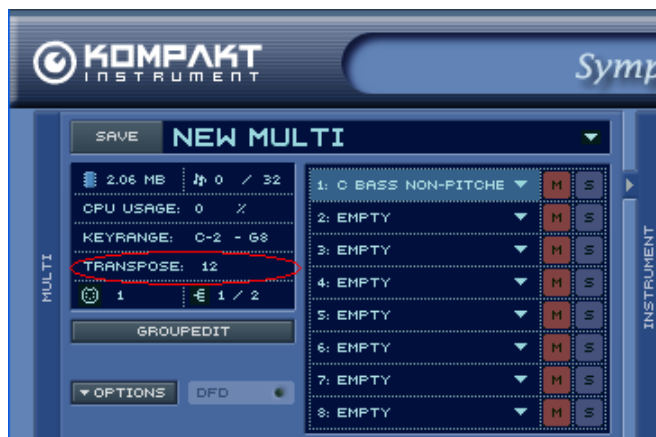 KOMPAKT
INSTRUMENT
Symp
SAVE NEW MULTI
2.06 MB 0 / 32
CPU USAGE: 0 %
KEYRANGE: C-2 - G8
TRANSPOSE: 12
1 1 / 2
GROUPEDIT
OPTIONS DFD
1: C BASS NON-PITCHE M S
2: EMPTY M S
3: EMPTY M S
4: EMPTY M S
5: EMPTY M S
6: EMPTY M S
7: EMPTY M S
8: EMPTY M S
MULTI
INSTRUMENT